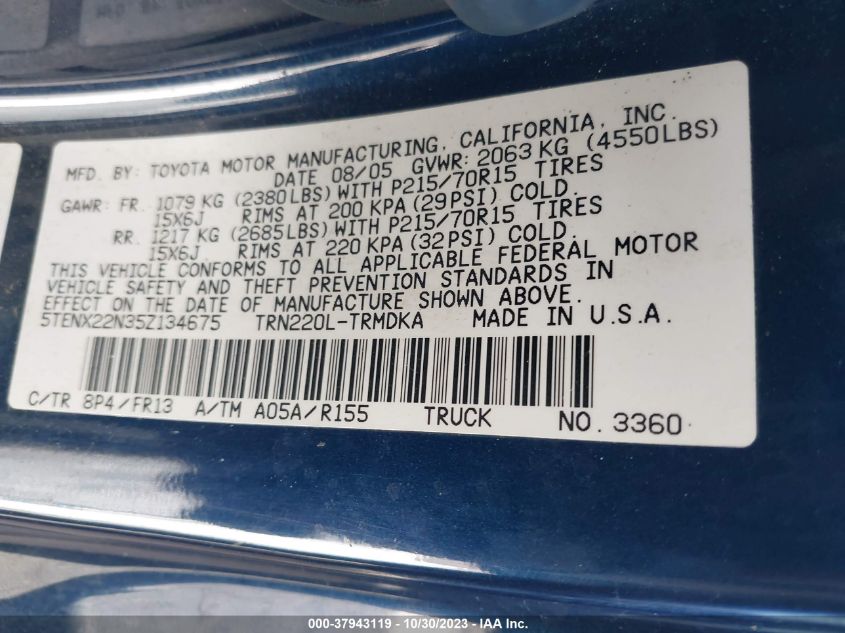 MFD. BY: TOYOTA MOTOR MANUFACTURING, CALIFORNIA, INC.
DATE 08/05 GVWR: 2063 KG (4550LBS)
GAWR: FR. 1079 KG (2380LBS) WITH P215/70R15 TIRES
15X6J RIMS AT 200 KPA (29PSI) COLD.
RR. 1217 KG (2685LBS) WITH P215/70R15 TIRES
15X6J RIMS AT 220 KPA (32PSI) COLD.
THIS VEHICLE CONFORMS TO ALL APPLICABLE FEDERAL MOTOR
VEHICLE SAFETY AND THEFT PREVENTION STANDARDS IN
EFFECT ON THE DATE OF MANUFACTURE SHOWN ABOVE.
5TENX22N35Z134675 TRN220L-TRMDKA MADE IN U.S.A.
C/TR 8P4/FR13 A/TM A05A/R155 TRUCK NO. 3360
000-37943119 - 10/30/2023 - IAA Inc.